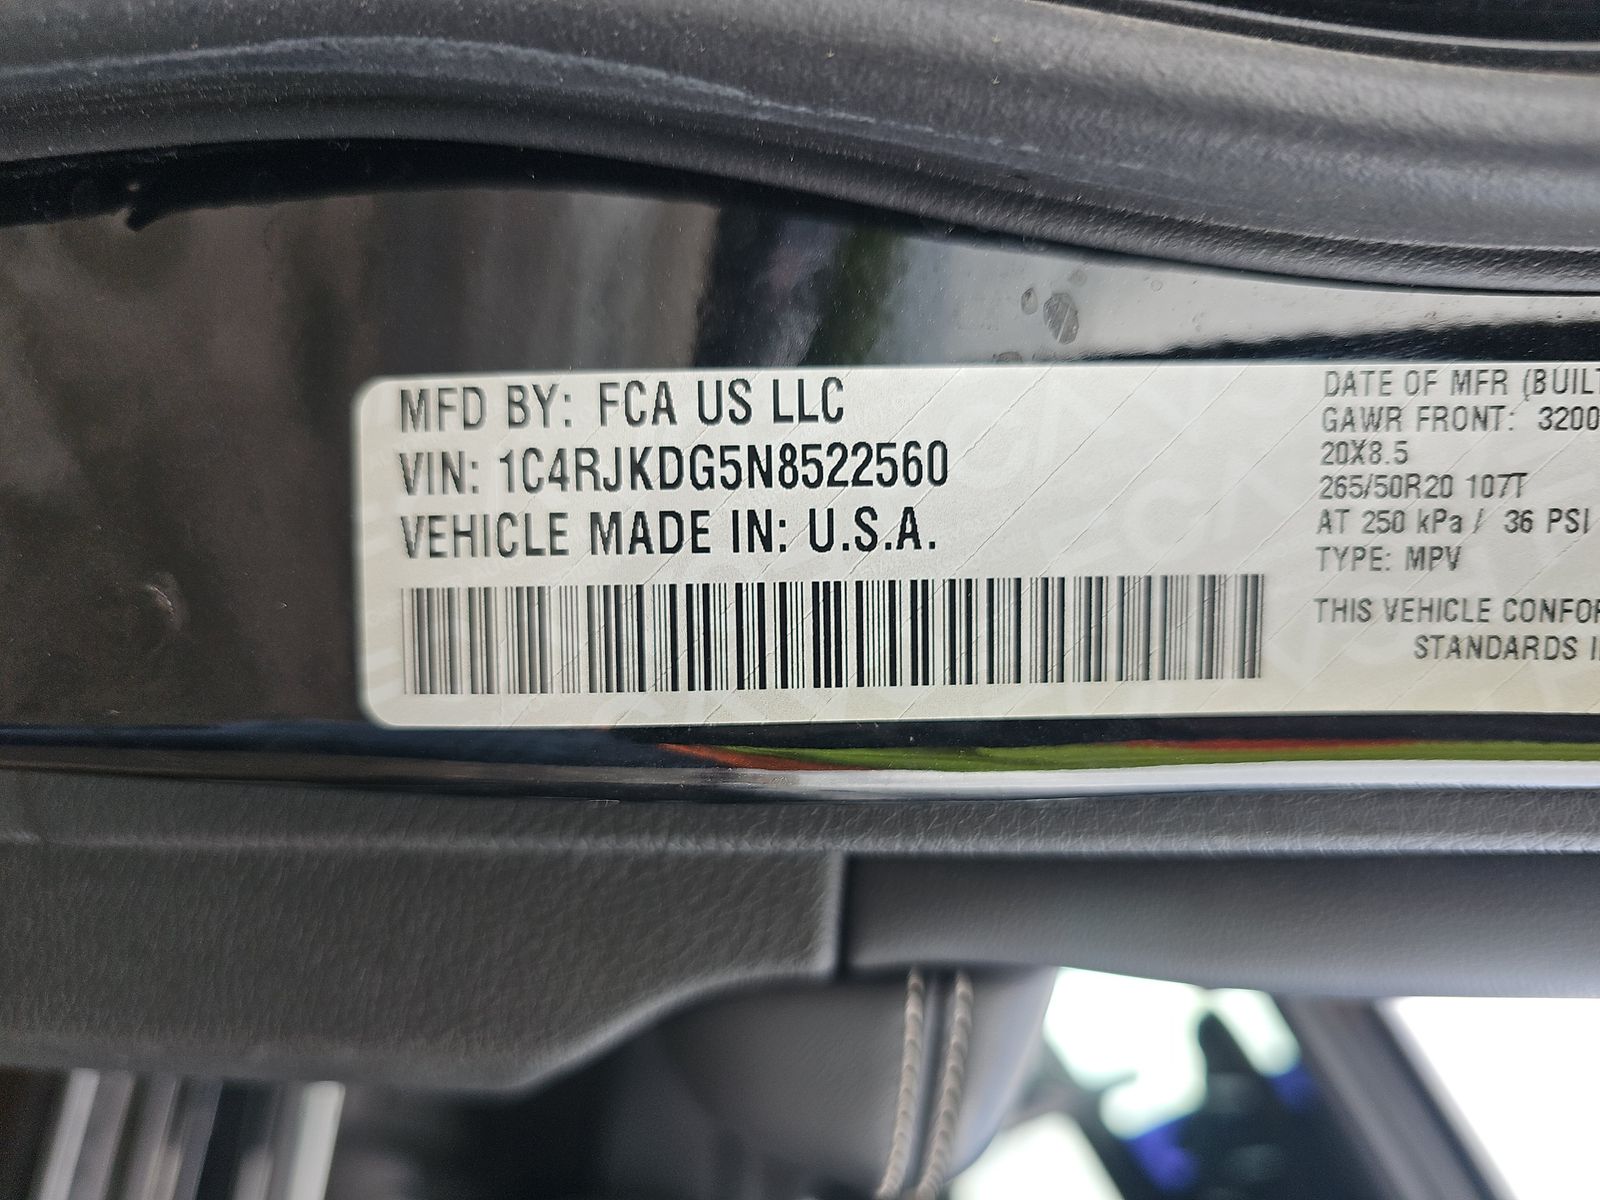 MFD BY: FCA US LLC
VIN: 1C4RJKDG5N8522560
VEHICLE MADE IN: U.S.A.
DATE OF MFR (BUILT
GAWR FRONT: 3200
20X8.5
265/50R20 107T
AT 250 kPa / 36 PSI
TYPE: MPV
THIS VEHICLE CONFOR
STANDARDS I